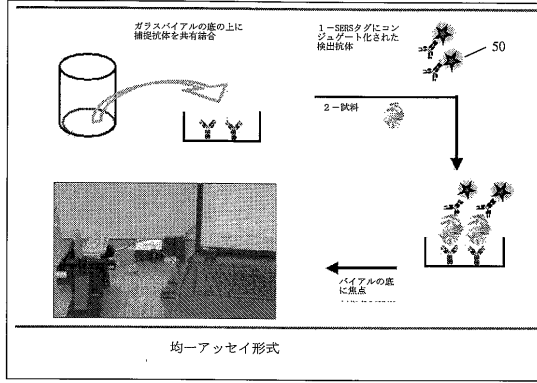 ガラスバイアルの底の上に
捕捉抗体を共有結合
1－SERSタグにコン
ジュゲート化された
検出抗体
50
2－試料
バイアルの底
に焦点
均一アッセイ形式